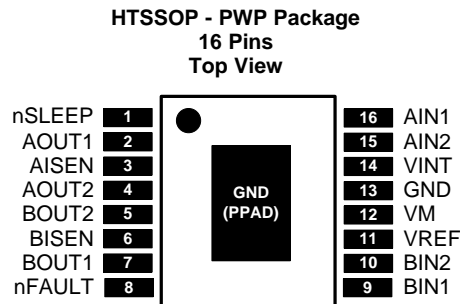 HTSSOP - PWP Package
16 Pins
Top View
nSLEEP 1 16 AIN1
AOUT1 2 15 AIN2
AISEN 3 14 VINT
AOUT2 4 GND 13 GND
BOUT2 5 (PPAD) 12 VM
BISEN 6 11 VREF
BOUT1 7 10 BIN2
nFAULT 8 9 BIN1